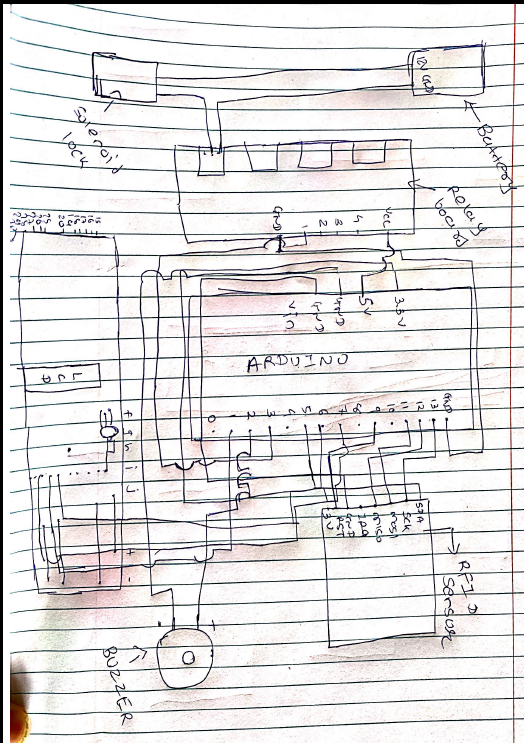 12V GND
Battery
Solenoid
lock
Relay
board
GND
1
2
3
4
VCC
VIN
GND
GND
5V
3.3V
ARDUINO
0
1
2
3
4
5
6
7
8
9
10
11
12
13
GND
f
g
h
i
j
+
-
3V
RST
GND
IRQ
MISO
MOSI
SCK
SDA
RFID
Sensor
BUZZER